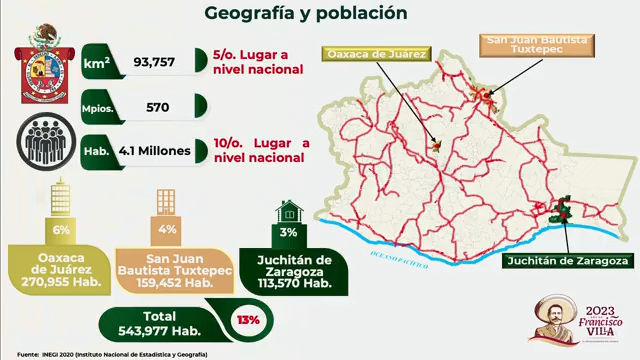 Geografía y población
km²
93,757
5/o. Lugar a
nivel nacional
Mpios.
570
Hab.
4.1 Millones
10/o. Lugar a
nivel nacional
Oaxaca de Juárez
San Juan Bautista
Tuxtepec
OCEANO PACÍFICO
Juchitán de Zaragoza
6%
Oaxaca
de Juárez
270,955 Hab.
4%
San Juan
Bautista Tuxtepec
159,452 Hab.
3%
Juchitán de
Zaragoza
113,570 Hab.
Total
543,977 Hab.
13%
2023
Francisco
VILLA
Fuente: INEGI 2020 (Instituto Nacional de Estadística y Geografía)